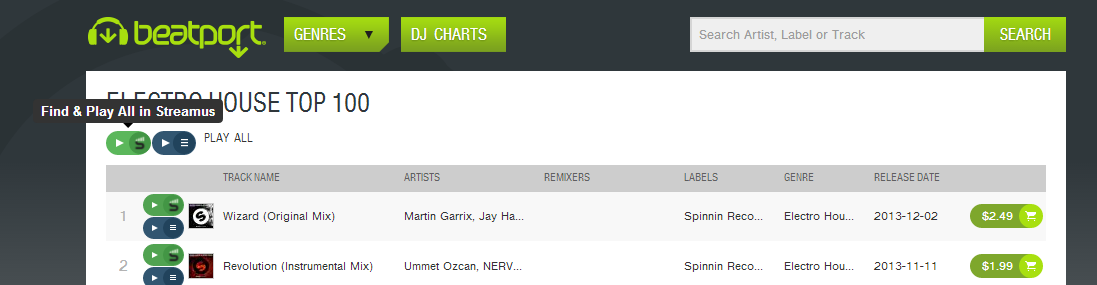 beatport
GENRES ▼
DJ CHARTS
Search Artist, Label or Track
SEARCH
ELECTRO HOUSE TOP 100
Find & Play All in Streamus
PLAY ALL
TRACK NAME ARTISTS REMIXERS LABELS GENRE RELEASE DATE
1 Wizard (Original Mix) Martin Garrix, Jay Ha... Spinnin Reco... Electro Hou... 2013-12-02 $2.49
2 Revolution (Instrumental Mix) Ummet Ozcan, NERV... Spinnin Reco... Electro Hou... 2013-11-11 $1.99